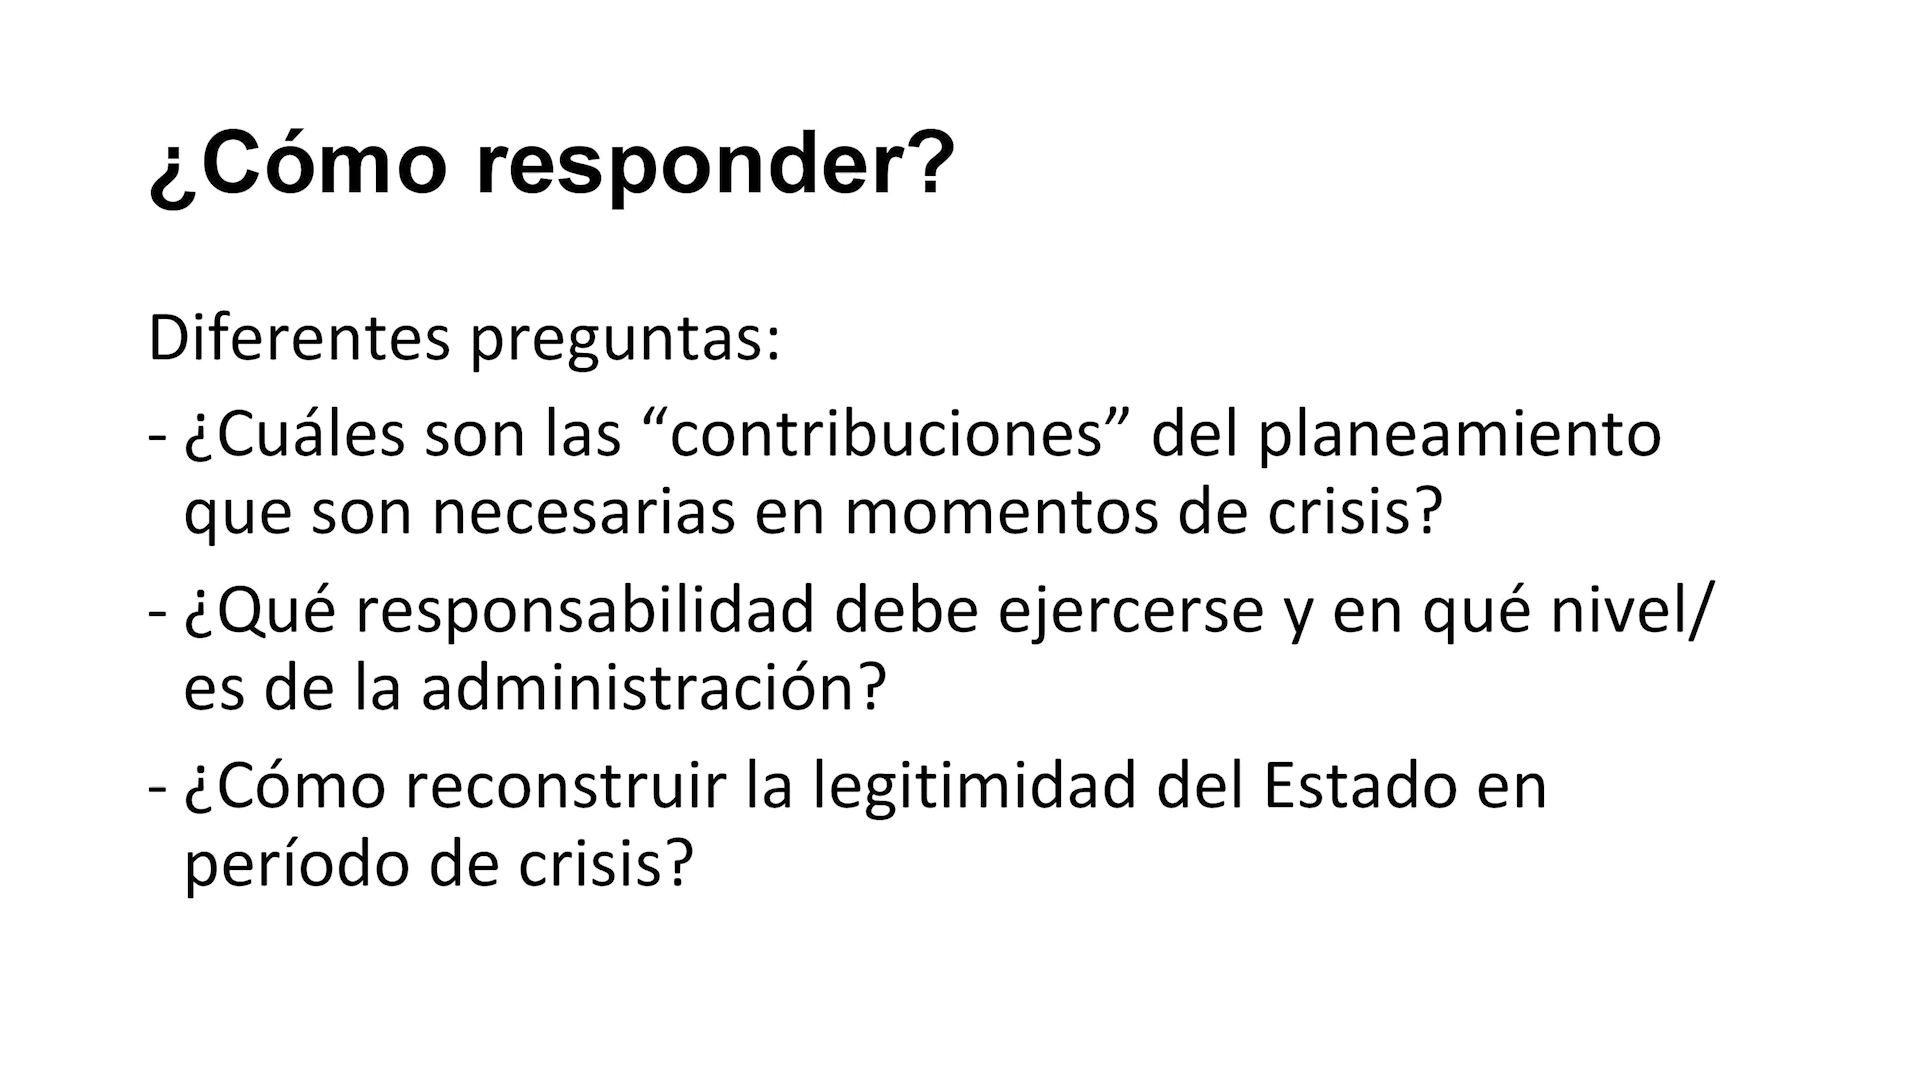 ¿Cómo responder?
Diferentes preguntas:
- ¿Cuáles son las “contribuciones” del planeamiento
que son necesarias en momentos de crisis?
- ¿Qué responsabilidad debe ejercerse y en qué nivel/
es de la administración?
- ¿Cómo reconstruir la legitimidad del Estado en
período de crisis?